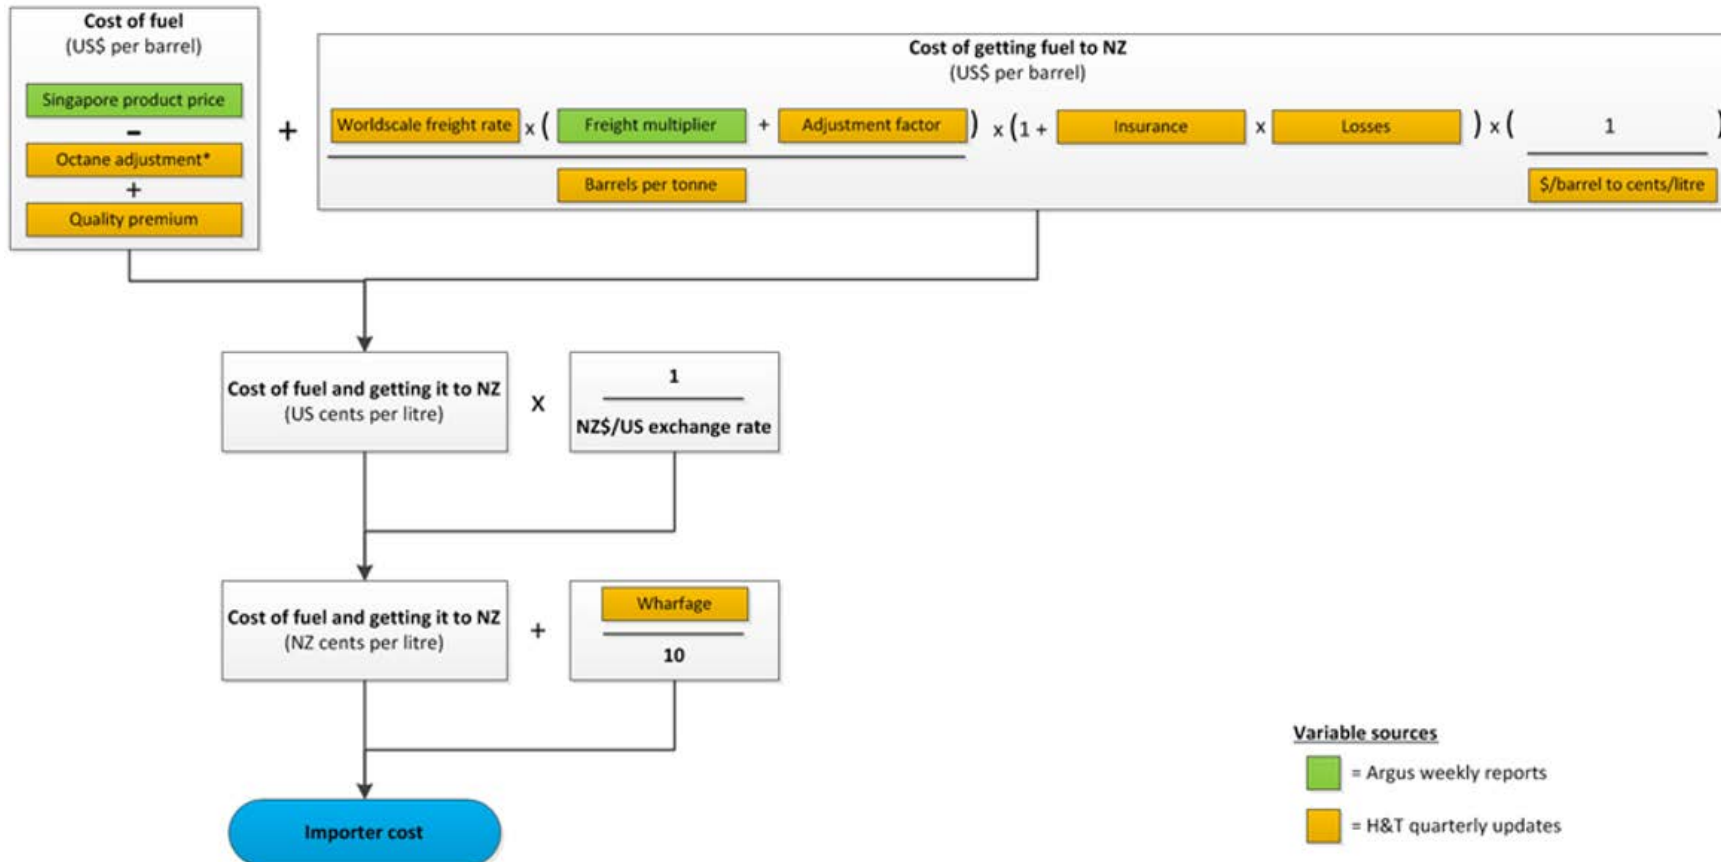 Cost of fuel
(US$ per barrel)
Singapore product price
-
Octane adjustment*
+
Quality premium
+
Cost of getting fuel to NZ
(US$ per barrel)
Worldscale freight rate x ( Freight multiplier + Adjustment factor ) x (1 + Insurance x Losses ) x ( 1 )
Barrels per tonne
$/barrel to cents/litre
Cost of fuel and getting it to NZ
(US cents per litre)
x
1
NZ$/US exchange rate
Cost of fuel and getting it to NZ
(NZ cents per litre)
+
Wharfage
10
Importer cost
Variable sources
= Argus weekly reports
= H&T quarterly updates